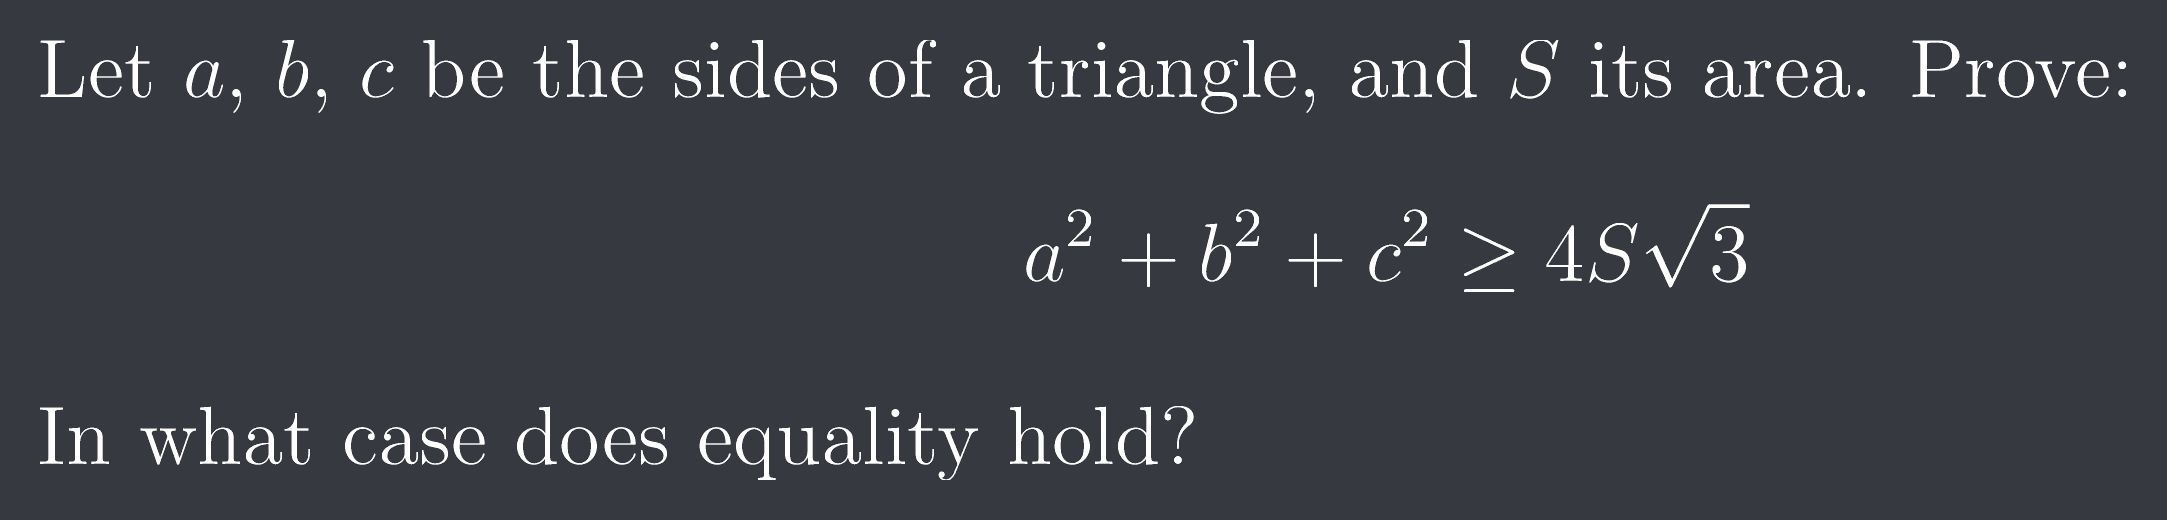 Let a, b, c be the sides of a triangle, and S its area. Prove:
a² + b² + c² ≥ 4S√3
In what case does equality hold?